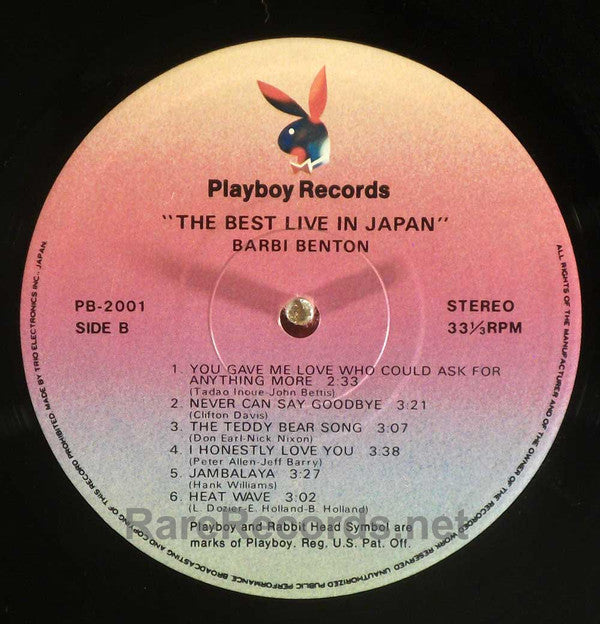 Playboy Records
"THE BEST LIVE IN JAPAN"
BARBI BENTON
PB-2001
SIDE B
STEREO
33⅓RPM
1. YOU GAVE ME LOVE WHO COULD ASK FOR
ANYTHING MORE 2:33
(Tadao Inoue-John Bettis)
2. NEVER CAN SAY GOODBYE 3:21
(Clifton Davis)
3. THE TEDDY BEAR SONG 3:07
(Don Earl-Nick Nixon)
4. I HONESTLY LOVE YOU 3:38
(Peter Allen-Jeff Barry)
5. JAMBALAYA 3:27
(Hank Williams)
6. HEAT WAVE 3:02
(L. Dozier-E. Holland-B. Holland)
RareRecords.net
Playboy and Rabbit Head Symbol are
marks of Playboy. Reg. U.S. Pat. Off.
ALL RIGHTS OF THE MANUFACTURER AND OF THE OWNER OF THE RECORDED WORK RESERVED UNAUTHORIZED PUBLIC PERFORMANCE BROADCASTING AND COPYING OF THIS RECORD PROHIBITED MADE BY TRIO ELECTRONICS INC., JAPAN